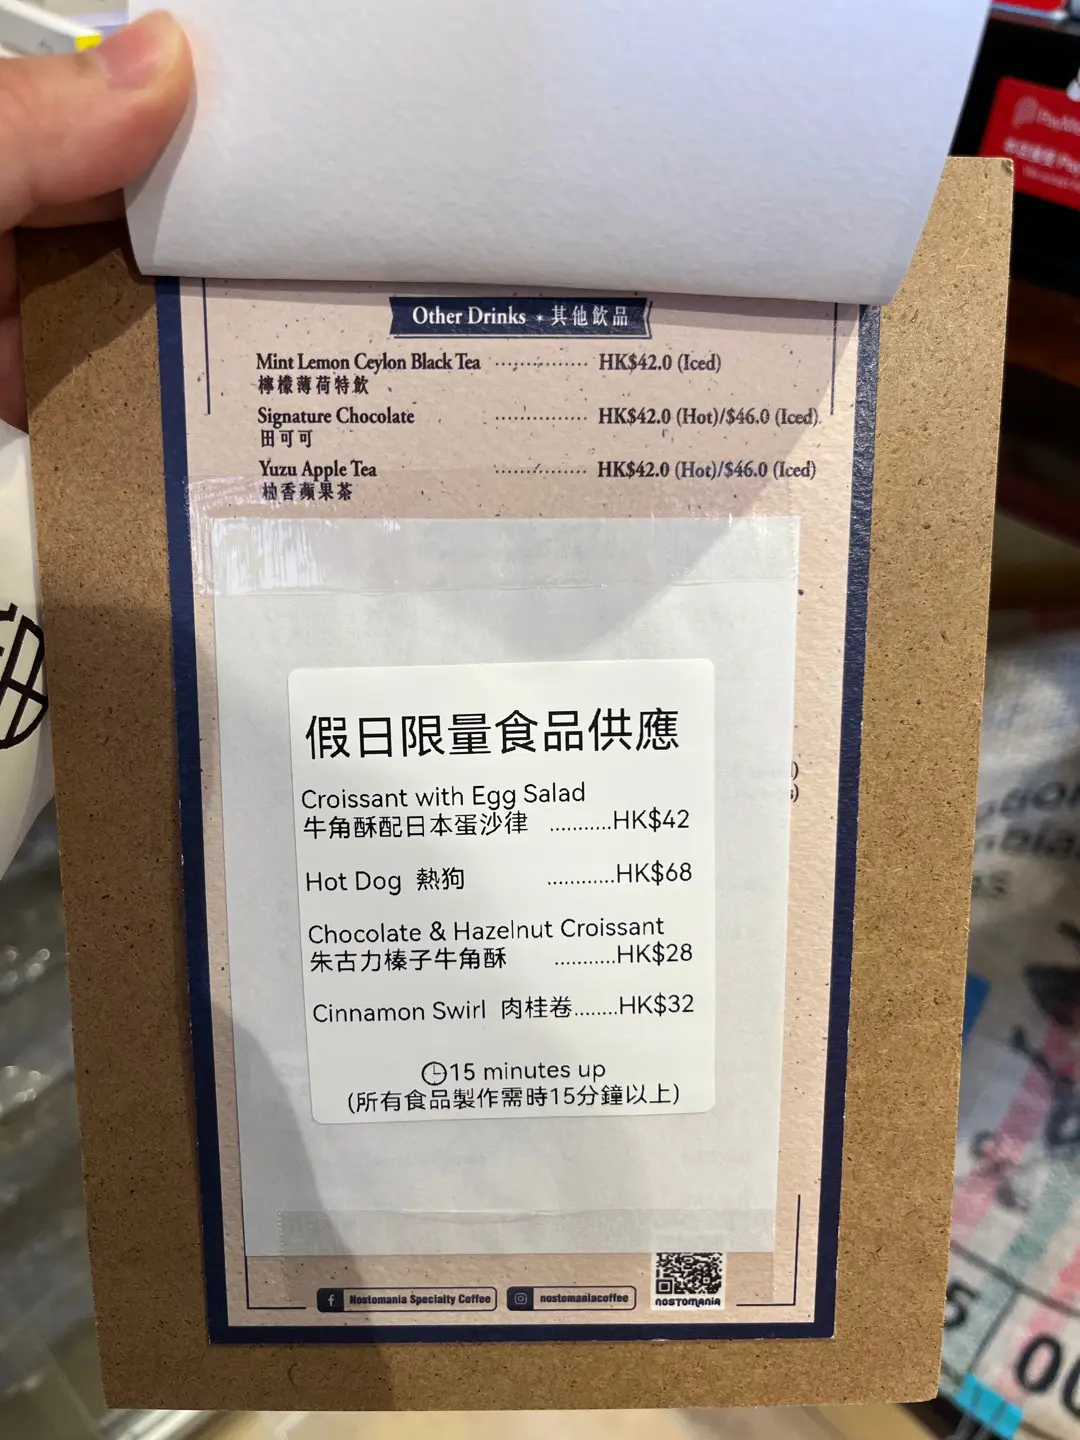 Other Drinks * 其他飲品
Mint Lemon Ceylon Black Tea ............... HK$42.0 (Iced)
檸檬薄荷特飲
Signature Chocolate ............... HK$42.0 (Hot)/$46.0 (Iced)
田可可
Yuzu Apple Tea ............... HK$42.0 (Hot)/$46.0 (Iced)
柚香蘋果茶
假日限量食品供應
Croissant with Egg Salad
牛角酥配日本蛋沙律 ...........HK$42
Hot Dog 熱狗 ............HK$68
Chocolate & Hazelnut Croissant
朱古力榛子牛角酥 ...........HK$28
Cinnamon Swirl 肉桂卷........HK$32
15 minutes up
(所有食品製作需時15分鐘以上)
Nostomania Specialty Coffee
nostomaniacoffee
nostomania